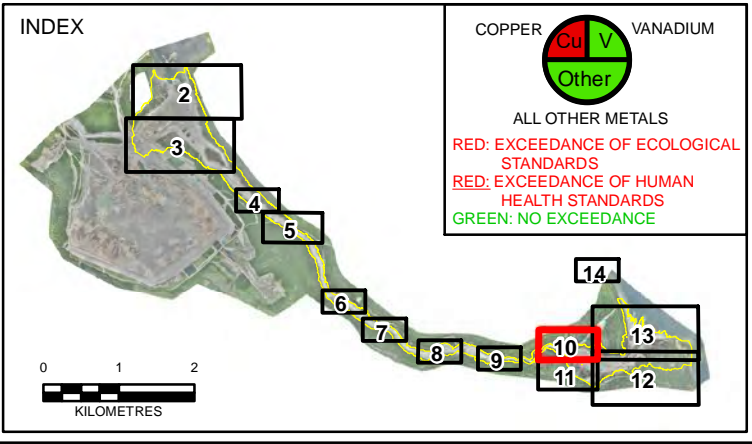 INDEX
COPPER
VANADIUM
Cu
V
Other
ALL OTHER METALS
RED: EXCEEDANCE OF ECOLOGICAL
STANDARDS
RED: EXCEEDANCE OF HUMAN
HEALTH STANDARDS
GREEN: NO EXCEEDANCE
2
3
4
5
6
7
8
9
10
11
12
13
14
0 1 2
KILOMETRES